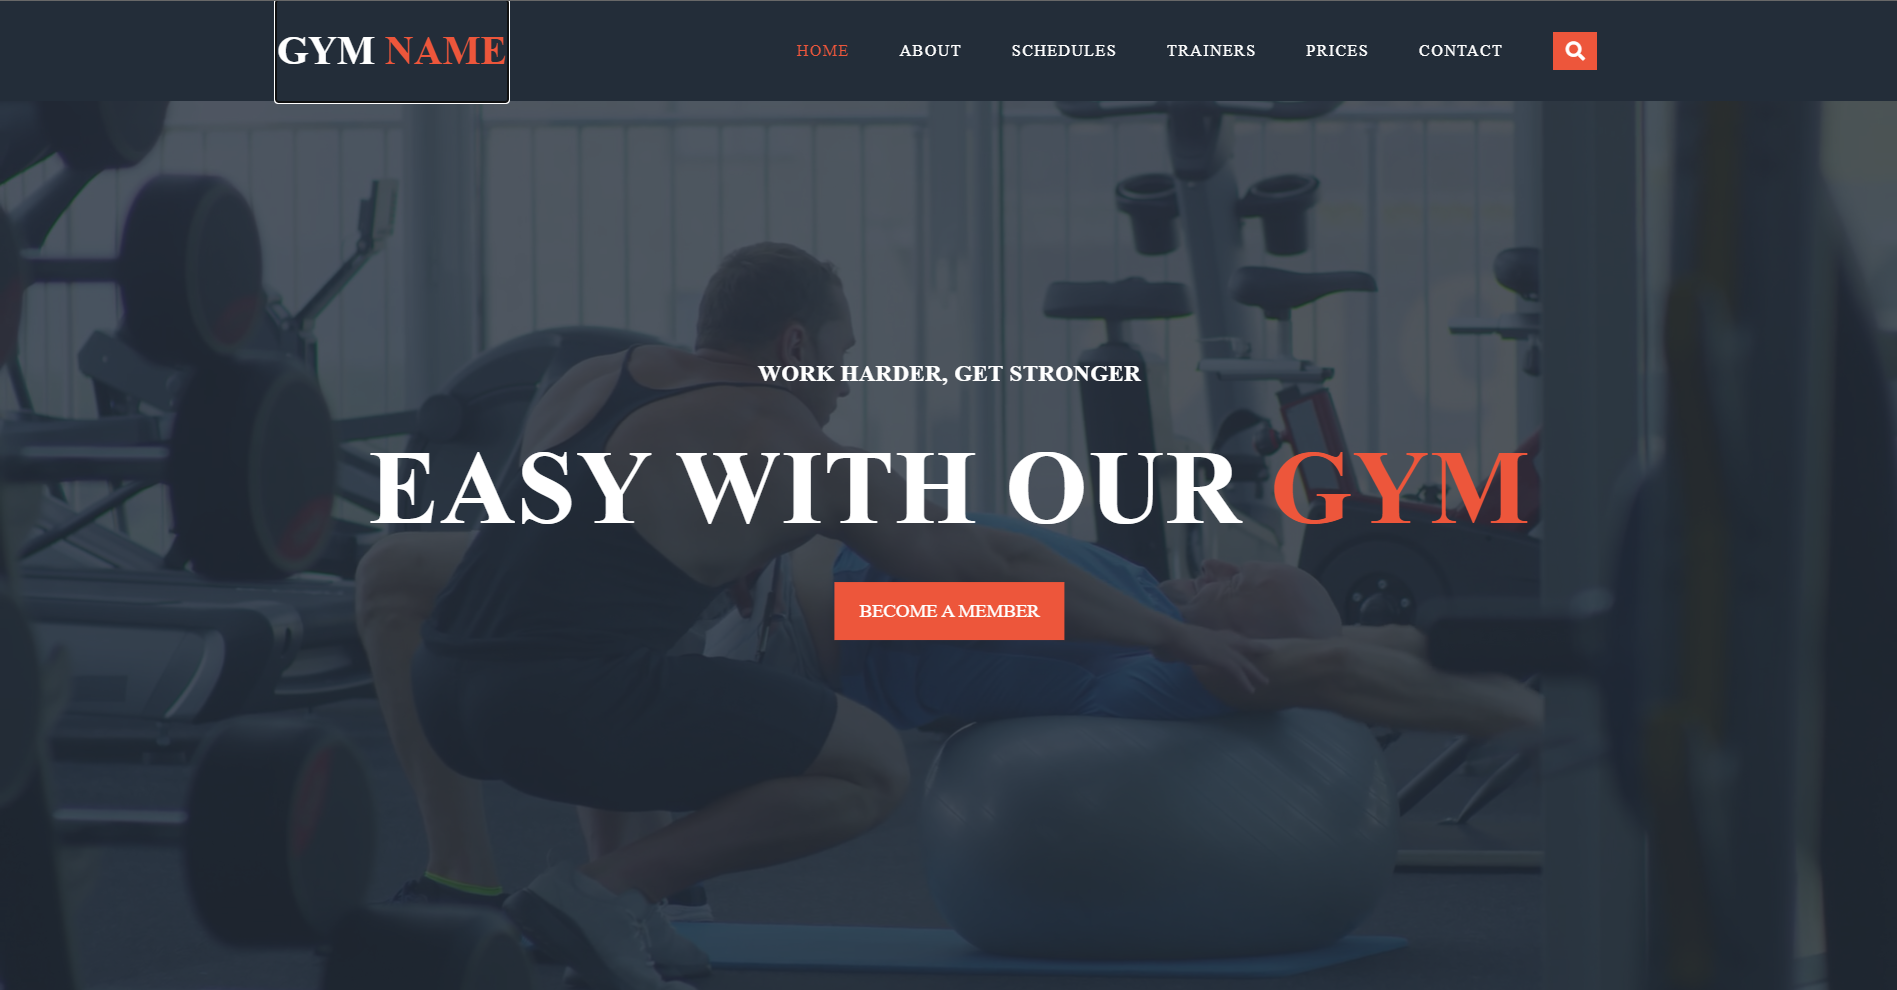 GYM NAME
HOME ABOUT SCHEDULES TRAINERS PRICES CONTACT
WORK HARDER, GET STRONGER
EASY WITH OUR GYM
BECOME A MEMBER